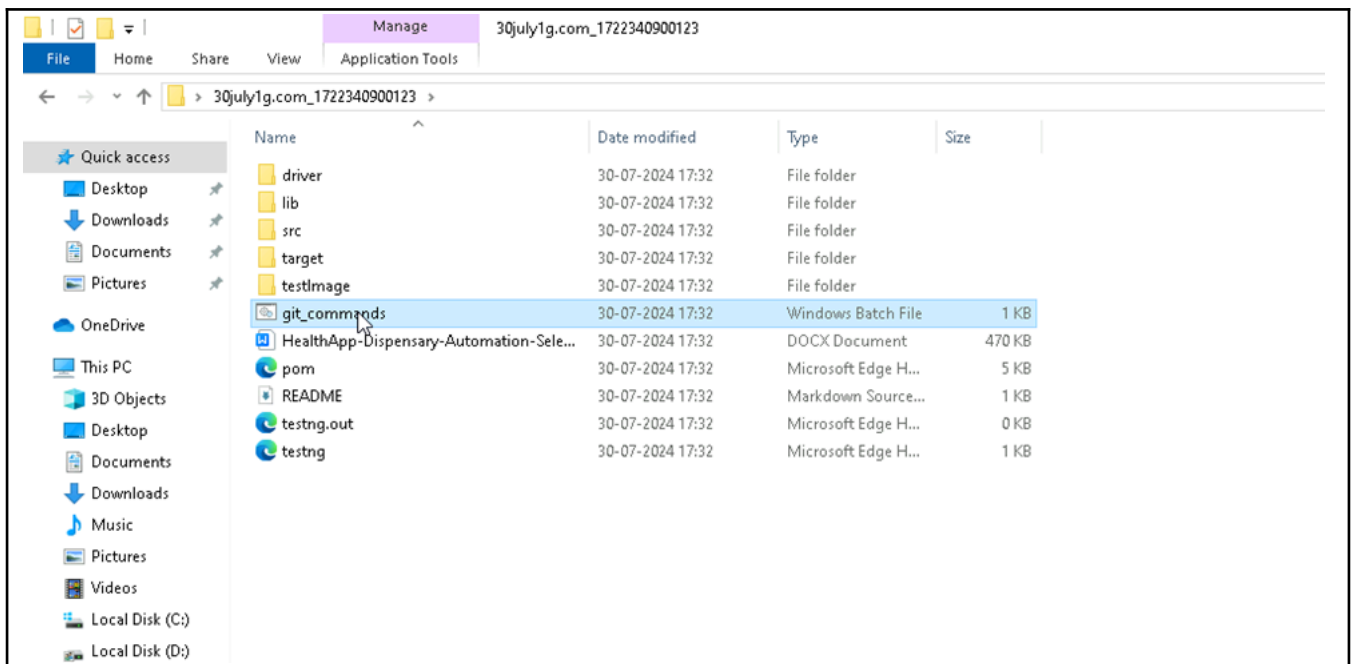 Manage 30july1g.com_1722340900123
File Home Share View Application Tools
30july1g.com_1722340900123
Name Date modified Type Size
Quick access
Desktop
Downloads
Documents
Pictures
OneDrive
This PC
3D Objects
Desktop
Documents
Downloads
Music
Pictures
Videos
Local Disk (C:)
Local Disk (D:)
driver 30-07-2024 17:32 File folder
lib 30-07-2024 17:32 File folder
src 30-07-2024 17:32 File folder
target 30-07-2024 17:32 File folder
testImage 30-07-2024 17:32 File folder
git_commands 30-07-2024 17:32 Windows Batch File 1 KB
HealthApp-Dispensary-Automation-Sele... 30-07-2024 17:32 DOCX Document 470 KB
pom 30-07-2024 17:32 Microsoft Edge H... 5 KB
README 30-07-2024 17:32 Markdown Source... 1 KB
testng.out 30-07-2024 17:32 Microsoft Edge H... 0 KB
testng 30-07-2024 17:32 Microsoft Edge H... 1 KB